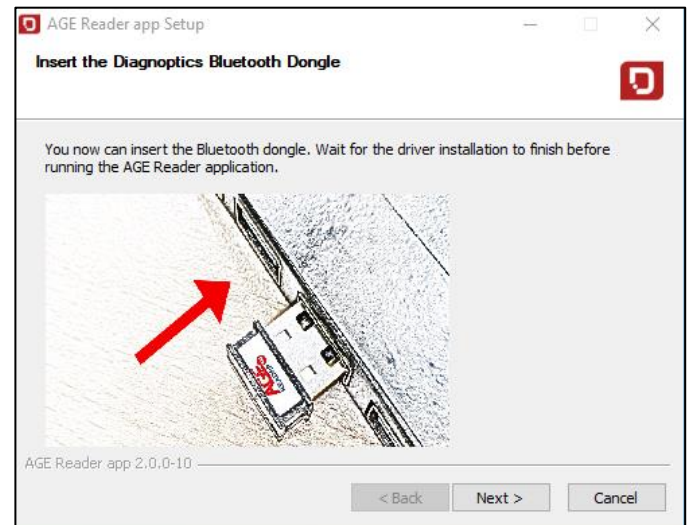 AGE Reader app Setup
Insert the Diagnoptics Bluetooth Dongle
You now can insert the Bluetooth dongle. Wait for the driver installation to finish before
running the AGE Reader application.
AGE
READER
AGE Reader app 2.0.0-10
< Back
Next >
Cancel